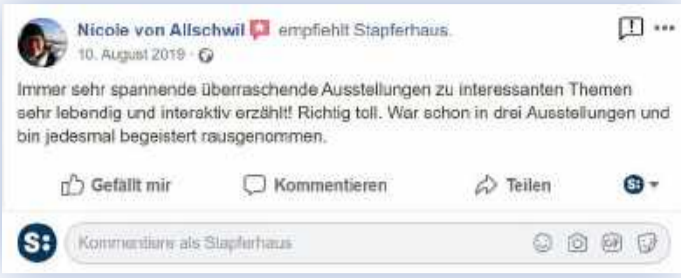 Nicole von Allschwil empfiehlt Stapferhaus.
10. August 2019 ·
Immer sehr spannende überraschende Ausstellungen zu interessanten Themen
sehr lebendig und interaktiv erzählt! Richtig toll. War schon in drei Ausstellungen und
bin jedesmal begeistert rausgenommen.
Gefällt mir Kommentieren Teilen S:
S: Kommentiere als Stapferhaus GIF